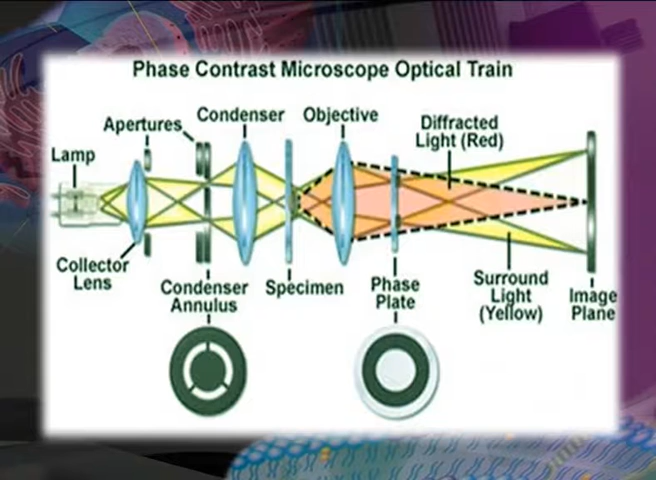 Phase Contrast Microscope Optical Train
Condenser
Objective
Apertures
Diffracted
Light (Red)
Lamp
Collector
Lens
Condenser
Annulus
Specimen
Phase
Plate
Surround
Light
(Yellow)
Image
Plane